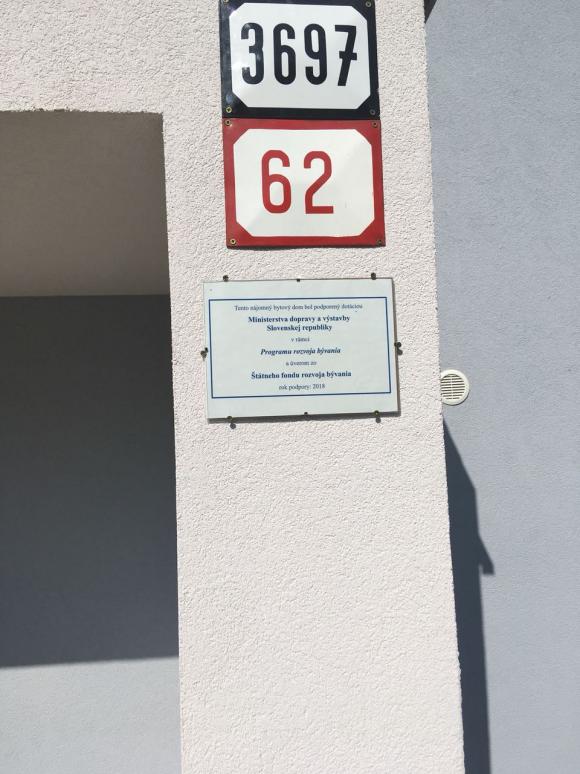 3697
62
Tento nájomný bytový dom bol podporený dotáciou
Ministerstva dopravy a výstavby
Slovenskej republiky
v rámci
Programu rozvoja bývania
a úverom zo
Štátneho fondu rozvoja bývania
rok podpory: 2018